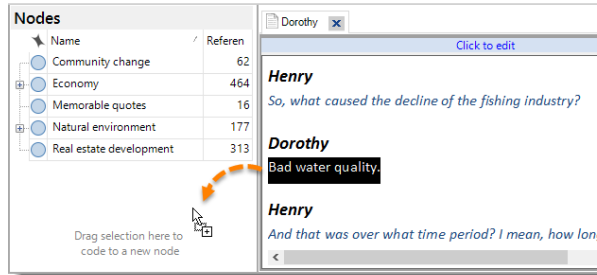 Nodes
Name Referen
Community change 62
Economy 464
Memorable quotes 16
Natural environment 177
Real estate development 313
Drag selection here to
code to a new node
Dorothy
Click to edit
Henry
So, what caused the decline of the fishing industry?
Dorothy
Bad water quality.
Henry
And that was over what time period? I mean, how lon